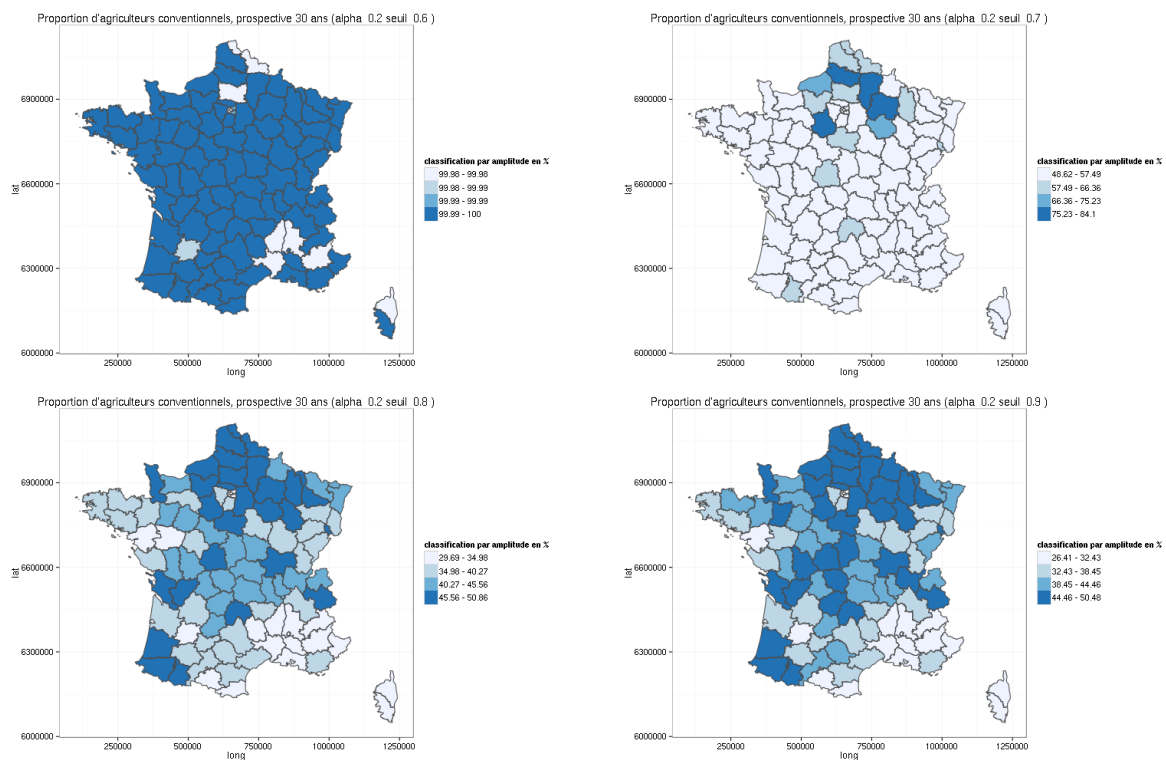 Proportion d'agriculteurs conventionnels, prospective 30 ans (alpha 0.2 seuil 0.6 )
6900000
6600000
6300000
6000000
lat
250000 500000 750000 1000000 1250000
long
classification par amplitude en %
99.98 - 99.98
99.98 - 99.99
99.99 - 99.99
99.99 - 100
Proportion d'agriculteurs conventionnels, prospective 30 ans (alpha 0.2 seuil 0.7 )
6900000
6600000
6300000
6000000
lat
250000 500000 750000 1000000 1250000
long
classification par amplitude en %
48.62 - 57.49
57.49 - 66.36
66.36 - 75.23
75.23 - 84.1
Proportion d'agriculteurs conventionnels, prospective 30 ans (alpha 0.2 seuil 0.8 )
6900000
6600000
6300000
6000000
lat
250000 500000 750000 1000000 1250000
long
classification par amplitude en %
29.69 - 34.98
34.98 - 40.27
40.27 - 45.56
45.56 - 50.86
Proportion d'agriculteurs conventionnels, prospective 30 ans (alpha 0.2 seuil 0.9 )
6900000
6600000
6300000
6000000
lat
250000 500000 750000 1000000 1250000
long
classification par amplitude en %
26.41 - 32.43
32.43 - 38.45
38.45 - 44.46
44.46 - 50.48